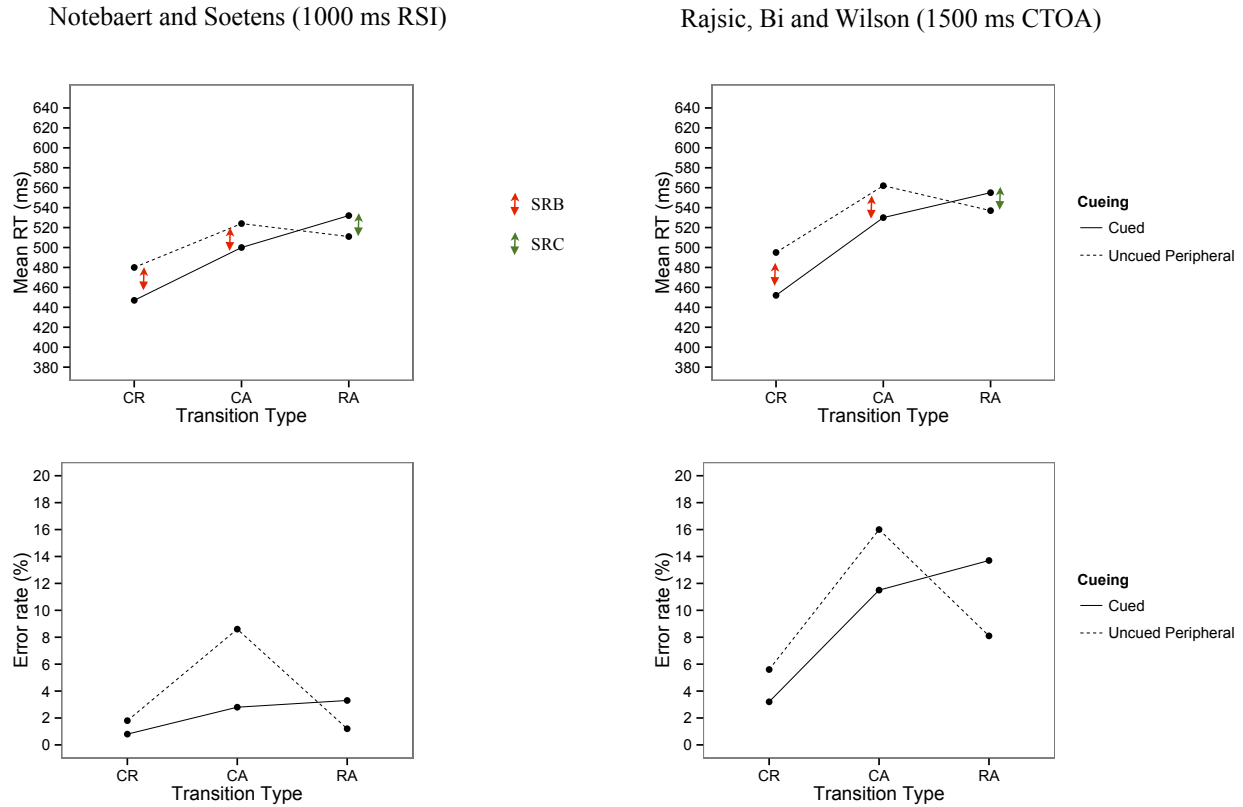 Notebaert and Soetens (1000 ms RSI)
Rajsic, Bi and Wilson (1500 ms CTOA)
Mean RT (ms)
640
620
600
580
560
540
520
500
480
460
440
420
400
380
CR CA RA
Transition Type
SRB
SRC
Mean RT (ms)
640
620
600
580
560
540
520
500
480
460
440
420
400
380
CR CA RA
Transition Type
Cueing
Cued
Uncued Peripheral
Error rate (%)
20
18
16
14
12
10
8
6
4
2
0
CR CA RA
Transition Type
Error rate (%)
20
18
16
14
12
10
8
6
4
2
0
CR CA RA
Transition Type
Cueing
Cued
Uncued Peripheral